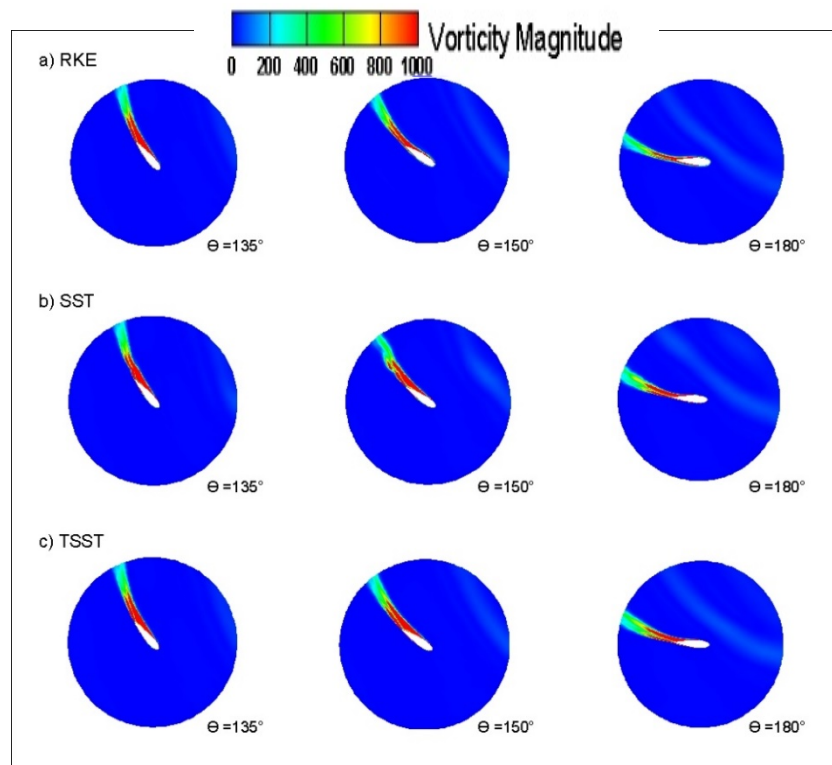 Vorticity Magnitude
0 200 400 600 800 1000
a) RKE
Θ =135° Θ =150° Θ =180°
b) SST
Θ =135° Θ =150° Θ =180°
c) TSST
Θ =135° Θ =150° Θ =180°